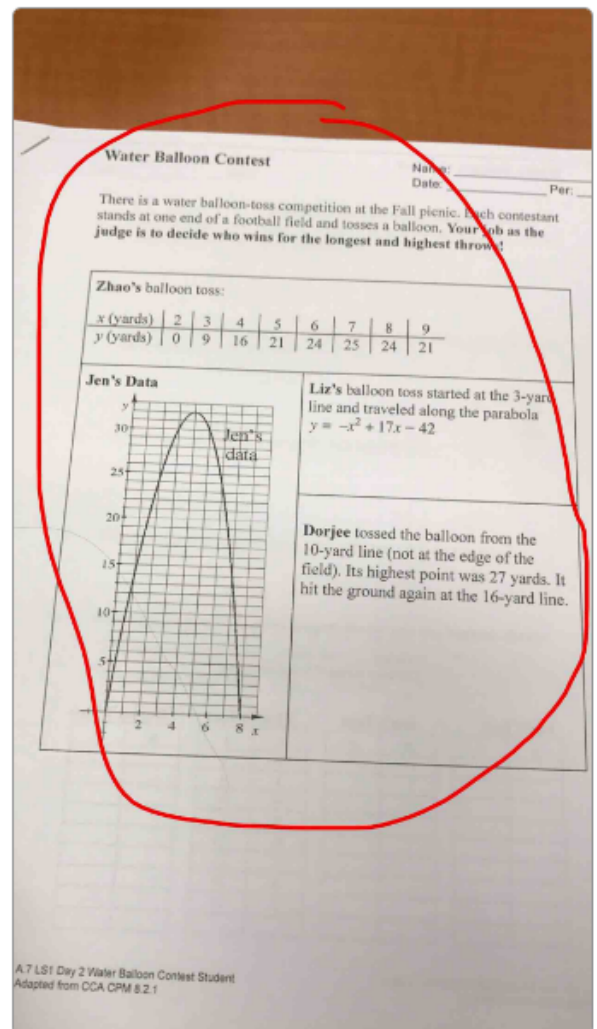 Water Balloon Contest
Name:
Date: Per:
There is a water balloon-toss competition at the Fall picnic. Each contestant
stands at one end of a football field and tosses a balloon. Your job as the
judge is to decide who wins for the longest and highest throws!
Zhao's balloon toss:
x (yards) 2 3 4 5 6 7 8 9
y (yards) 0 9 16 21 24 25 24 21
Jen's Data
y
30
25
20
15
10
5
2 4 6 8 x
Jen's
data
Liz's balloon toss started at the 3-yard
line and traveled along the parabola
y = −x² + 17x − 42
Dorjee tossed the balloon from the
10-yard line (not at the edge of the
field). Its highest point was 27 yards. It
hit the ground again at the 16-yard line.
A.7 LS1 Day 2 Water Balloon Contest Student
Adapted from CCA CPM 8.2.1